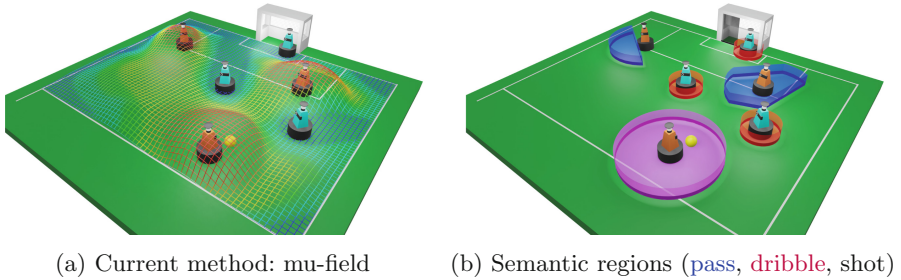 (a) Current method: mu-field
(b) Semantic regions (pass, dribble, shot)